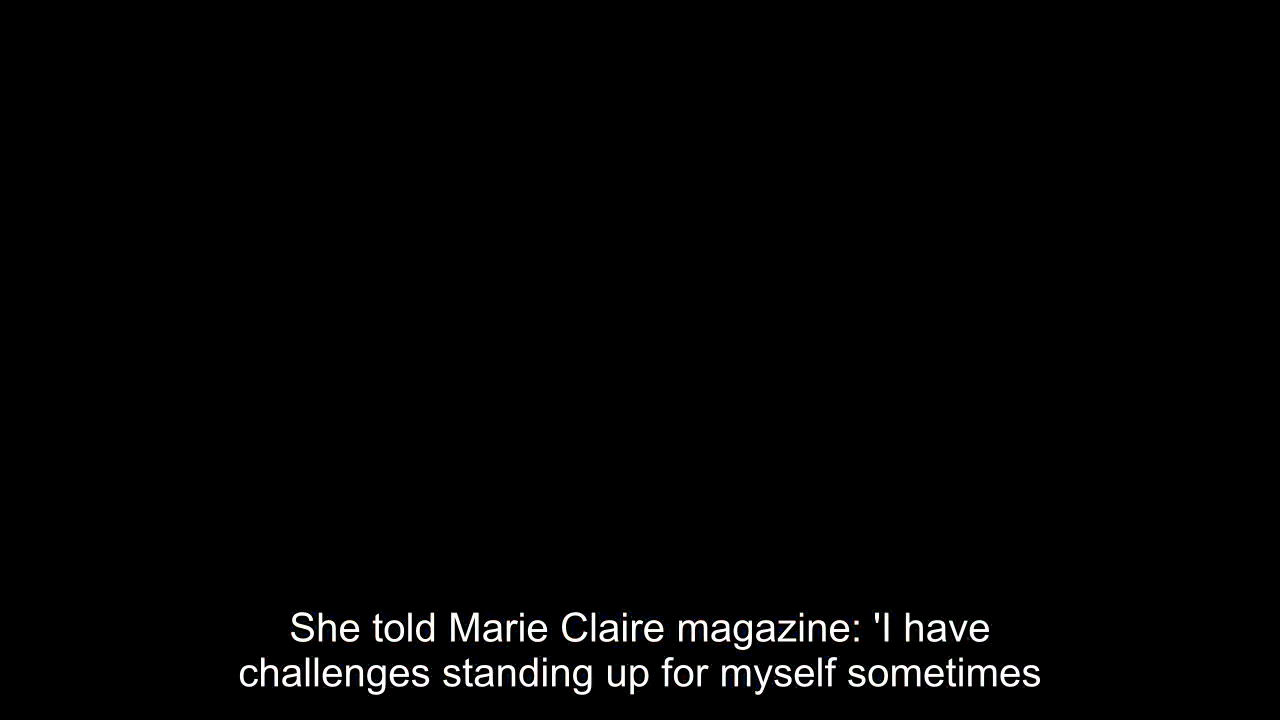 She told Marie Claire magazine: 'I have
challenges standing up for myself sometimes